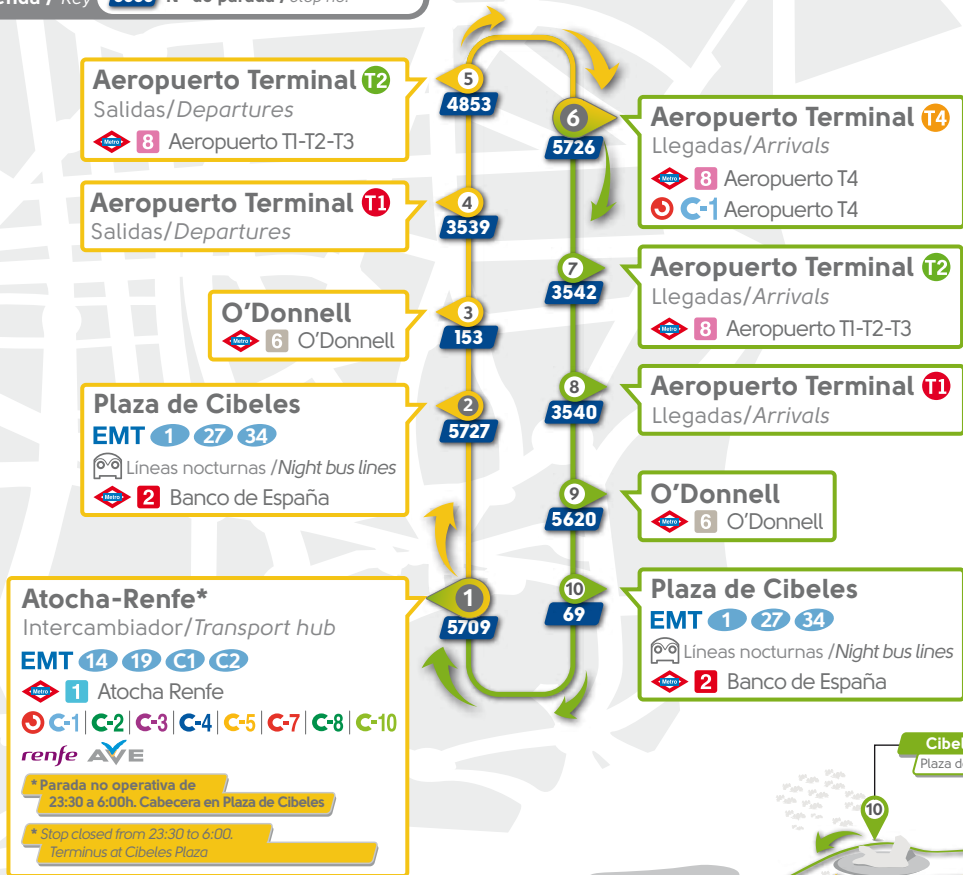 Key
Nº de parada / Stop no.
5
4853
Aeropuerto Terminal T2
Salidas/Departures
Metro 8 Aeropuerto T1-T2-T3
4
3539
Aeropuerto Terminal T1
Salidas/Departures
3
153
O'Donnell
Metro 6 O'Donnell
2
5727
Plaza de Cibeles
EMT 1 27 34
Líneas nocturnas /Night bus lines
Metro 2 Banco de España
1
5709
Atocha-Renfe*
Intercambiador/Transport hub
EMT 14 19 C1 C2
Metro 1 Atocha Renfe
C-1 C-2 C-3 C-4 C-5 C-7 C-8 C-10
renfe AVE
* Parada no operativa de
23:30 a 6:00h. Cabecera en Plaza de Cibeles
* Stop closed from 23:30 to 6:00.
Terminus at Cibeles Plaza
6
5726
Aeropuerto Terminal T4
Llegadas/Arrivals
Metro 8 Aeropuerto T4
C-1 Aeropuerto T4
7
3542
Aeropuerto Terminal T2
Llegadas/Arrivals
Metro 8 Aeropuerto T1-T2-T3
8
3540
Aeropuerto Terminal T1
Llegadas/Arrivals
9
5620
O'Donnell
Metro 6 O'Donnell
10
69
Plaza de Cibeles
EMT 1 27 34
Líneas nocturnas /Night bus lines
Metro 2 Banco de España
Plaza
10